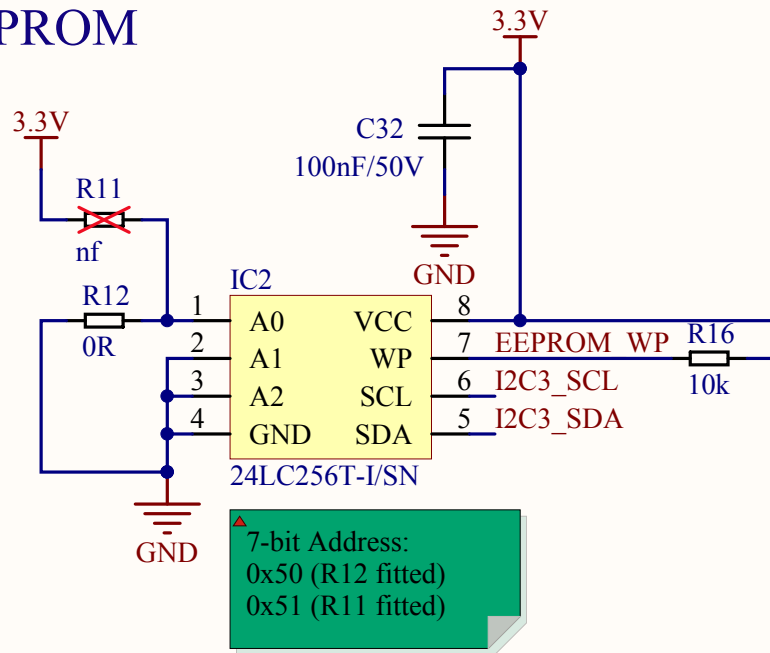 PROM
3.3V
3.3V
C32
100nF/50V
R11
nf
GND
IC2
R12
0R
1 A0 VCC 8
2 A1 WP 7 EEPROM_WP R16
10k
3 A2 SCL 6 I2C3_SCL
4 GND SDA 5 I2C3_SDA
24LC256T-I/SN
GND
7-bit Address:
0x50 (R12 fitted)
0x51 (R11 fitted)